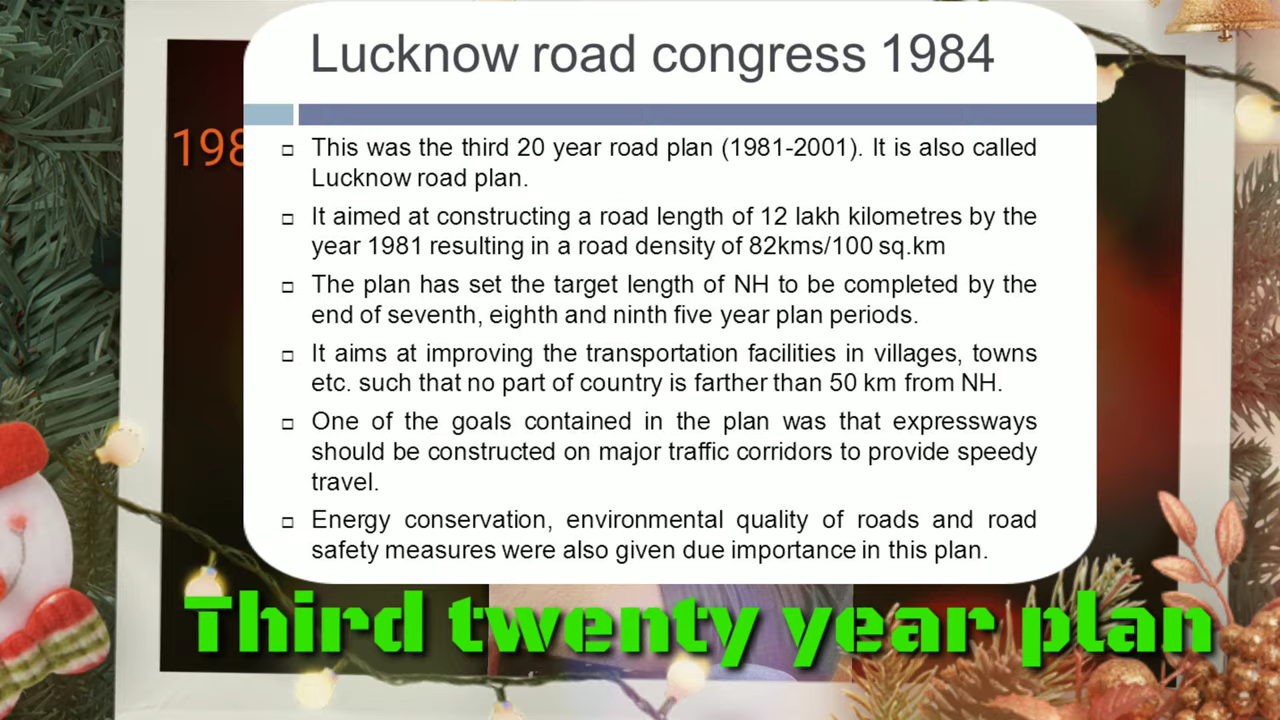 Lucknow road congress 1984
198
This was the third 20 year road plan (1981-2001). It is also called
Lucknow road plan.
It aimed at constructing a road length of 12 lakh kilometres by the
year 1981 resulting in a road density of 82kms/100 sq.km
The plan has set the target length of NH to be completed by the
end of seventh, eighth and ninth five year plan periods.
It aims at improving the transportation facilities in villages, towns
etc. such that no part of country is farther than 50 km from NH.
One of the goals contained in the plan was that expressways
should be constructed on major traffic corridors to provide speedy
travel.
Energy conservation, environmental quality of roads and road
safety measures were also given due importance in this plan.
Third twenty year plan